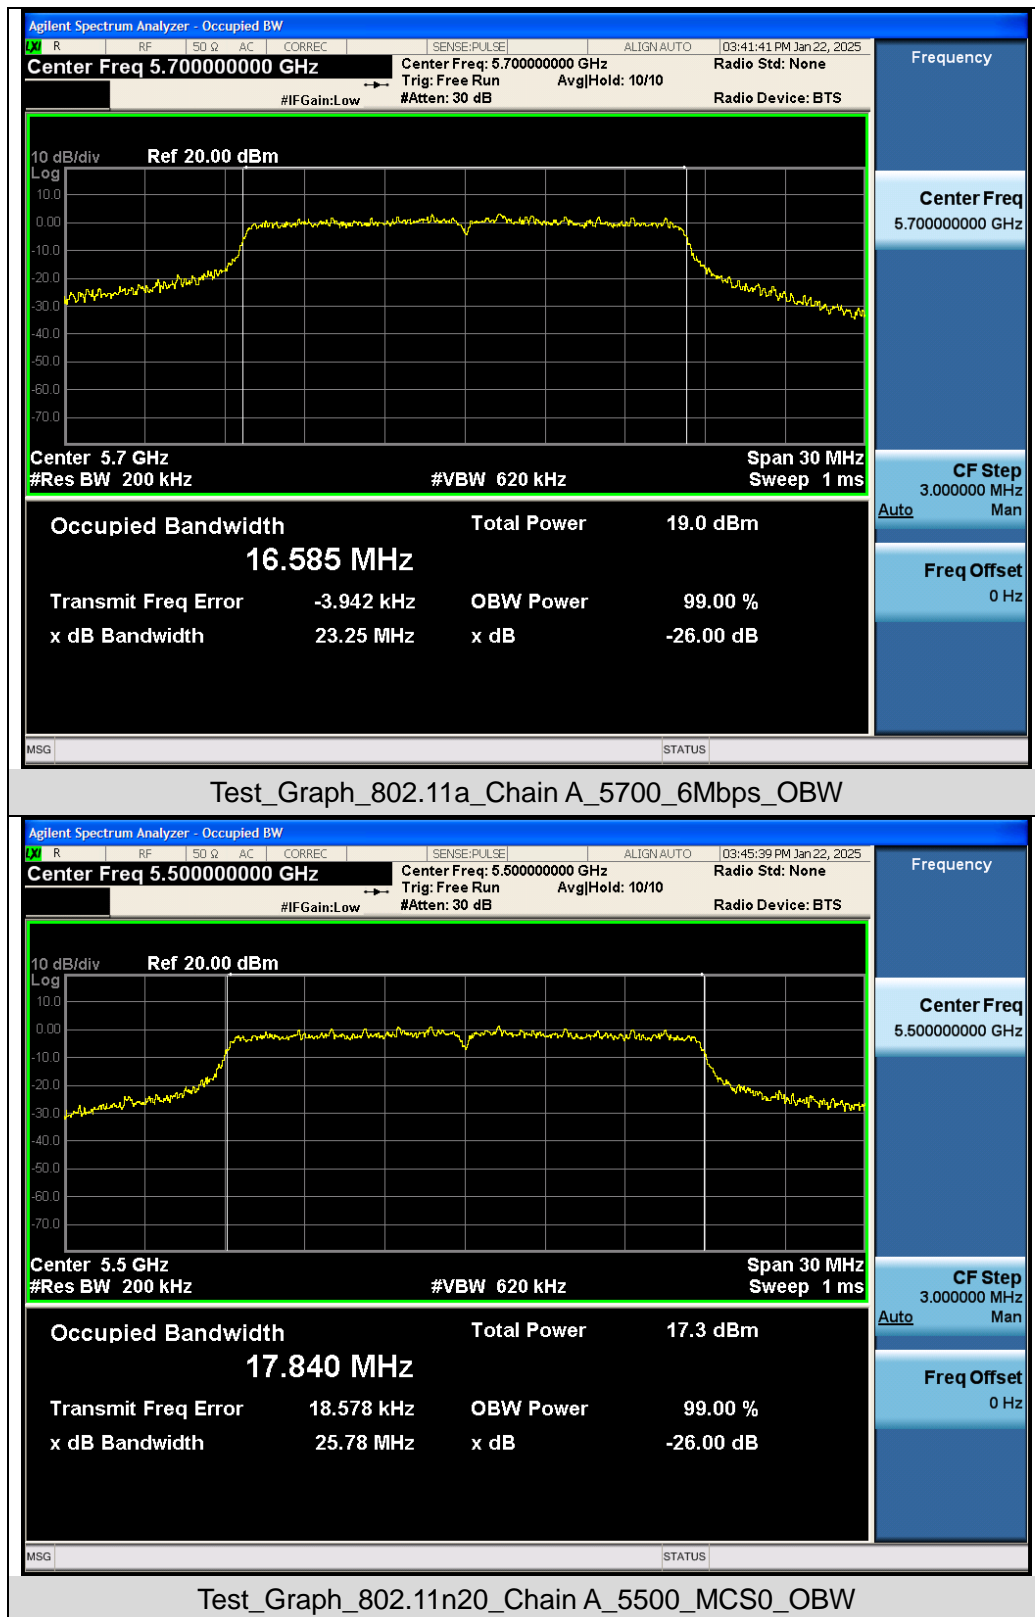 Agilent Spectrum Analyzer - Occupied BW
LXI R RF 50 Ω AC CORREC SENSE:PULSE ALIGN AUTO 03:41:41 PM Jan 22, 2025
Center Freq 5.700000000 GHz
Center Freq: 5.700000000 GHz Radio Std: None
Trig: Free Run Avg|Hold: 10/10
#IFGain:Low #Atten: 30 dB Radio Device: BTS
10 dB/div Ref 20.00 dBm
Log
10.0
0.00
-10.0
-20.0
-30.0
-40.0
-50.0
-60.0
-70.0
Center 5.7 GHz Span 30 MHz
#Res BW 200 kHz #VBW 620 kHz Sweep 1 ms
Occupied Bandwidth Total Power 19.0 dBm
16.585 MHz
Transmit Freq Error -3.942 kHz OBW Power 99.00 %
x dB Bandwidth 23.25 MHz x dB -26.00 dB
MSG STATUS
Frequency
Center Freq
5.700000000 GHz
CF Step
3.000000 MHz
Auto Man
Freq Offset
0 Hz
Test_Graph_802.11a_Chain A_5700_6Mbps_OBW
Agilent Spectrum Analyzer - Occupied BW
LXI R RF 50 Ω AC CORREC SENSE:PULSE ALIGN AUTO 03:45:39 PM Jan 22, 2025
Center Freq 5.500000000 GHz
Center Freq: 5.500000000 GHz Radio Std: None
Trig: Free Run Avg|Hold: 10/10
#IFGain:Low #Atten: 30 dB Radio Device: BTS
10 dB/div Ref 20.00 dBm
Log
10.0
0.00
-10.0
-20.0
-30.0
-40.0
-50.0
-60.0
-70.0
Center 5.5 GHz Span 30 MHz
#Res BW 200 kHz #VBW 620 kHz Sweep 1 ms
Occupied Bandwidth Total Power 17.3 dBm
17.840 MHz
Transmit Freq Error 18.578 kHz OBW Power 99.00 %
x dB Bandwidth 25.78 MHz x dB -26.00 dB
MSG STATUS
Frequency
Center Freq
5.500000000 GHz
CF Step
3.000000 MHz
Auto Man
Freq Offset
0 Hz
Test_Graph_802.11n20_Chain A_5500_MCS0_OBW